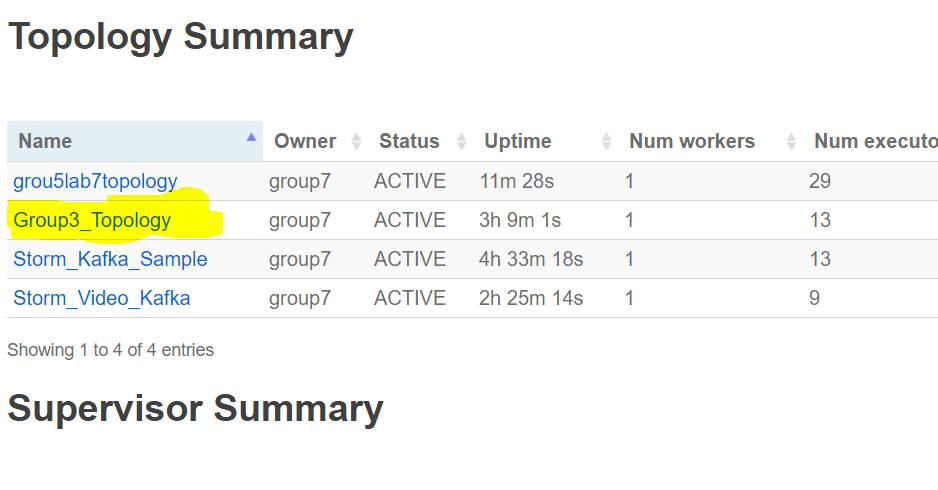 Topology Summary
Name Owner Status Uptime Num workers Num executo
grou5lab7topology group7 ACTIVE 11m 28s 1 29
Group3_Topology group7 ACTIVE 3h 9m 1s 1 13
Storm_Kafka_Sample group7 ACTIVE 4h 33m 18s 1 13
Storm_Video_Kafka group7 ACTIVE 2h 25m 14s 1 9
Showing 1 to 4 of 4 entries
Supervisor Summary